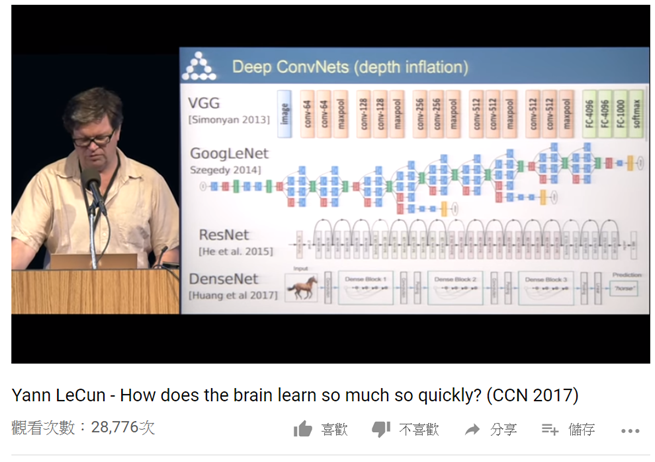 Deep ConvNets (depth inflation)
VGG
[Simonyan 2013]
image
conv-64
conv-64
maxpool
conv-128
conv-128
maxpool
conv-256
conv-256
maxpool
conv-512
conv-512
maxpool
conv-512
conv-512
maxpool
FC-4096
FC-4096
FC-1000
softmax
GoogLeNet
Szegedy 2014]
ResNet
[He et al. 2015]
DenseNet
[Huang et al 2017]
Input
Dense Block 1
Dense Block 2
Dense Block 3
Prediction
"horse"
Yann LeCun - How does the brain learn so much so quickly? (CCN 2017)
觀看次數：28,776次
喜歡
不喜歡
分享
儲存